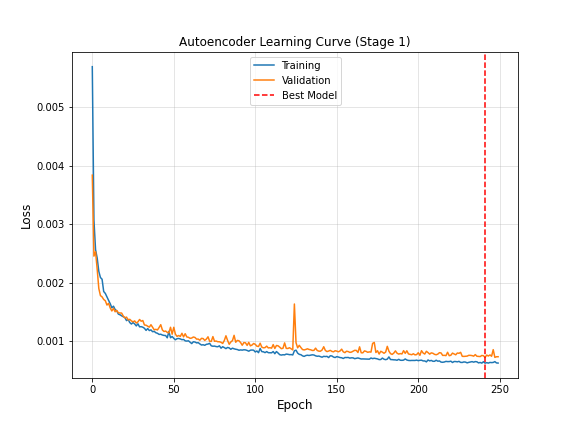 Autoencoder Learning Curve (Stage 1)
Training
Validation
Best Model
Loss
0.005
0.004
0.003
0.002
0.001
0
50
100
150
200
250
Epoch